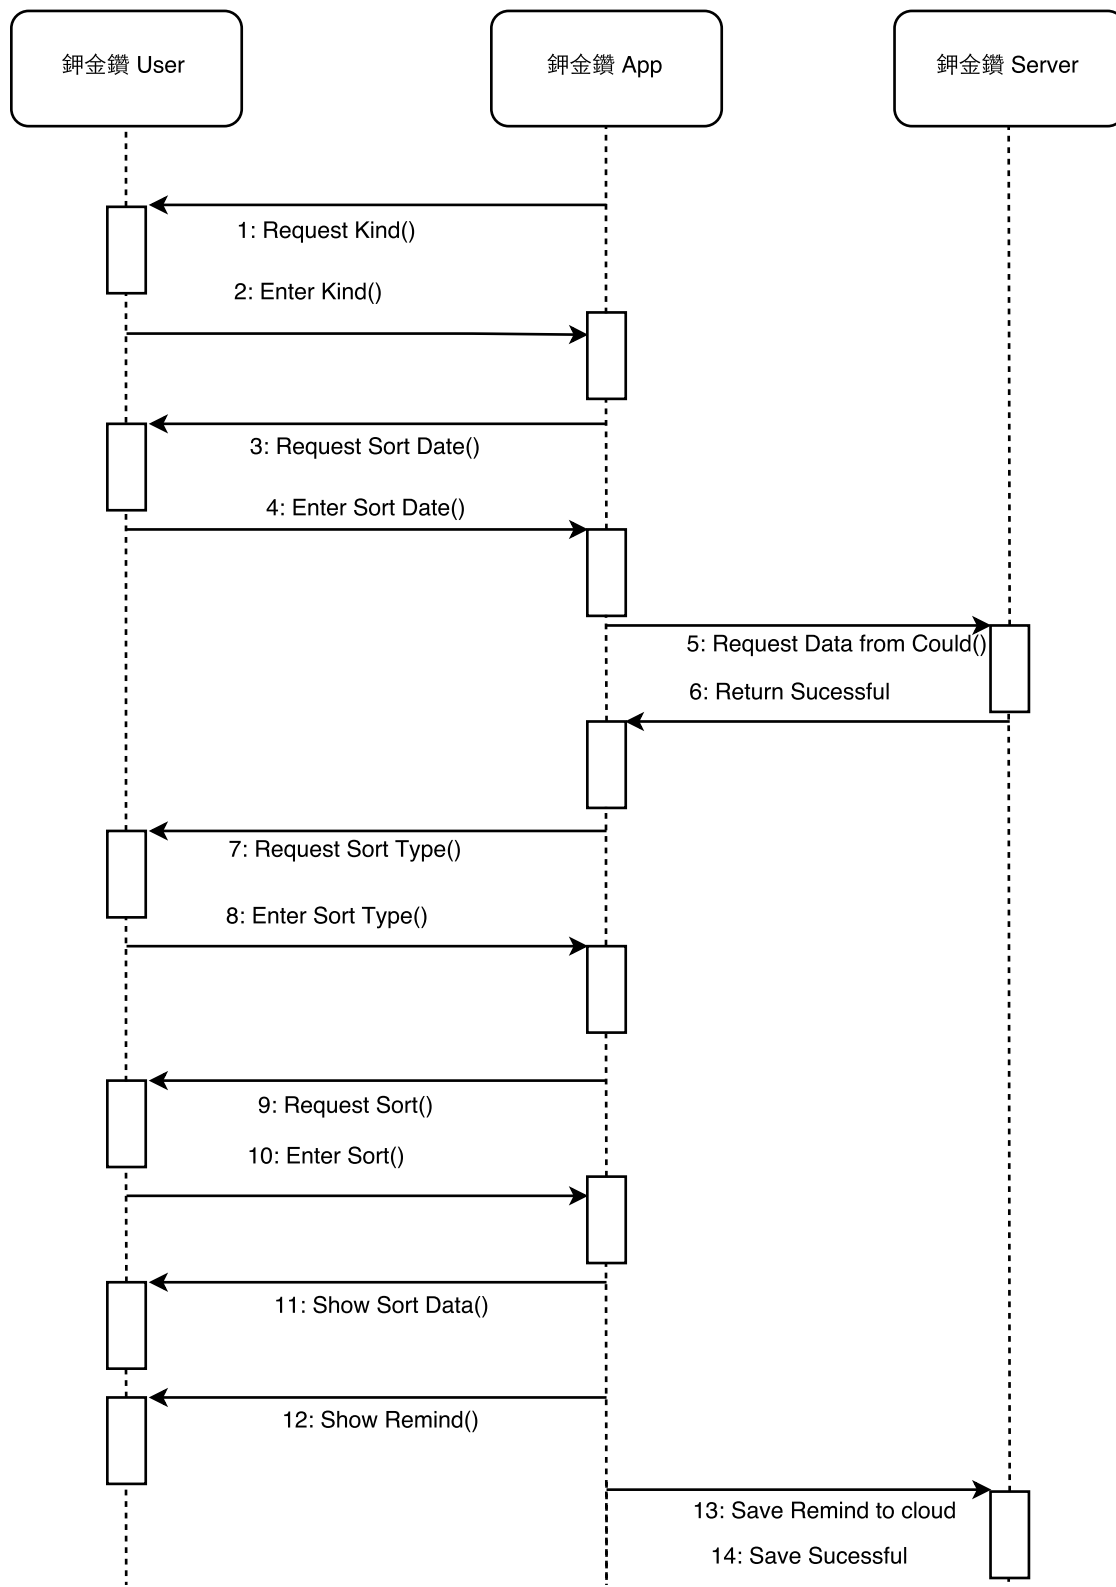 鉀金鑽 User
鉀金鑽 App
鉀金鑽 Server
1: Request Kind()
2: Enter Kind()
3: Request Sort Date()
4: Enter Sort Date()
5: Request Data from Could()
6: Return Sucessful
7: Request Sort Type()
8: Enter Sort Type()
9: Request Sort()
10: Enter Sort()
11: Show Sort Data()
12: Show Remind()
13: Save Remind to cloud
14: Save Sucessful